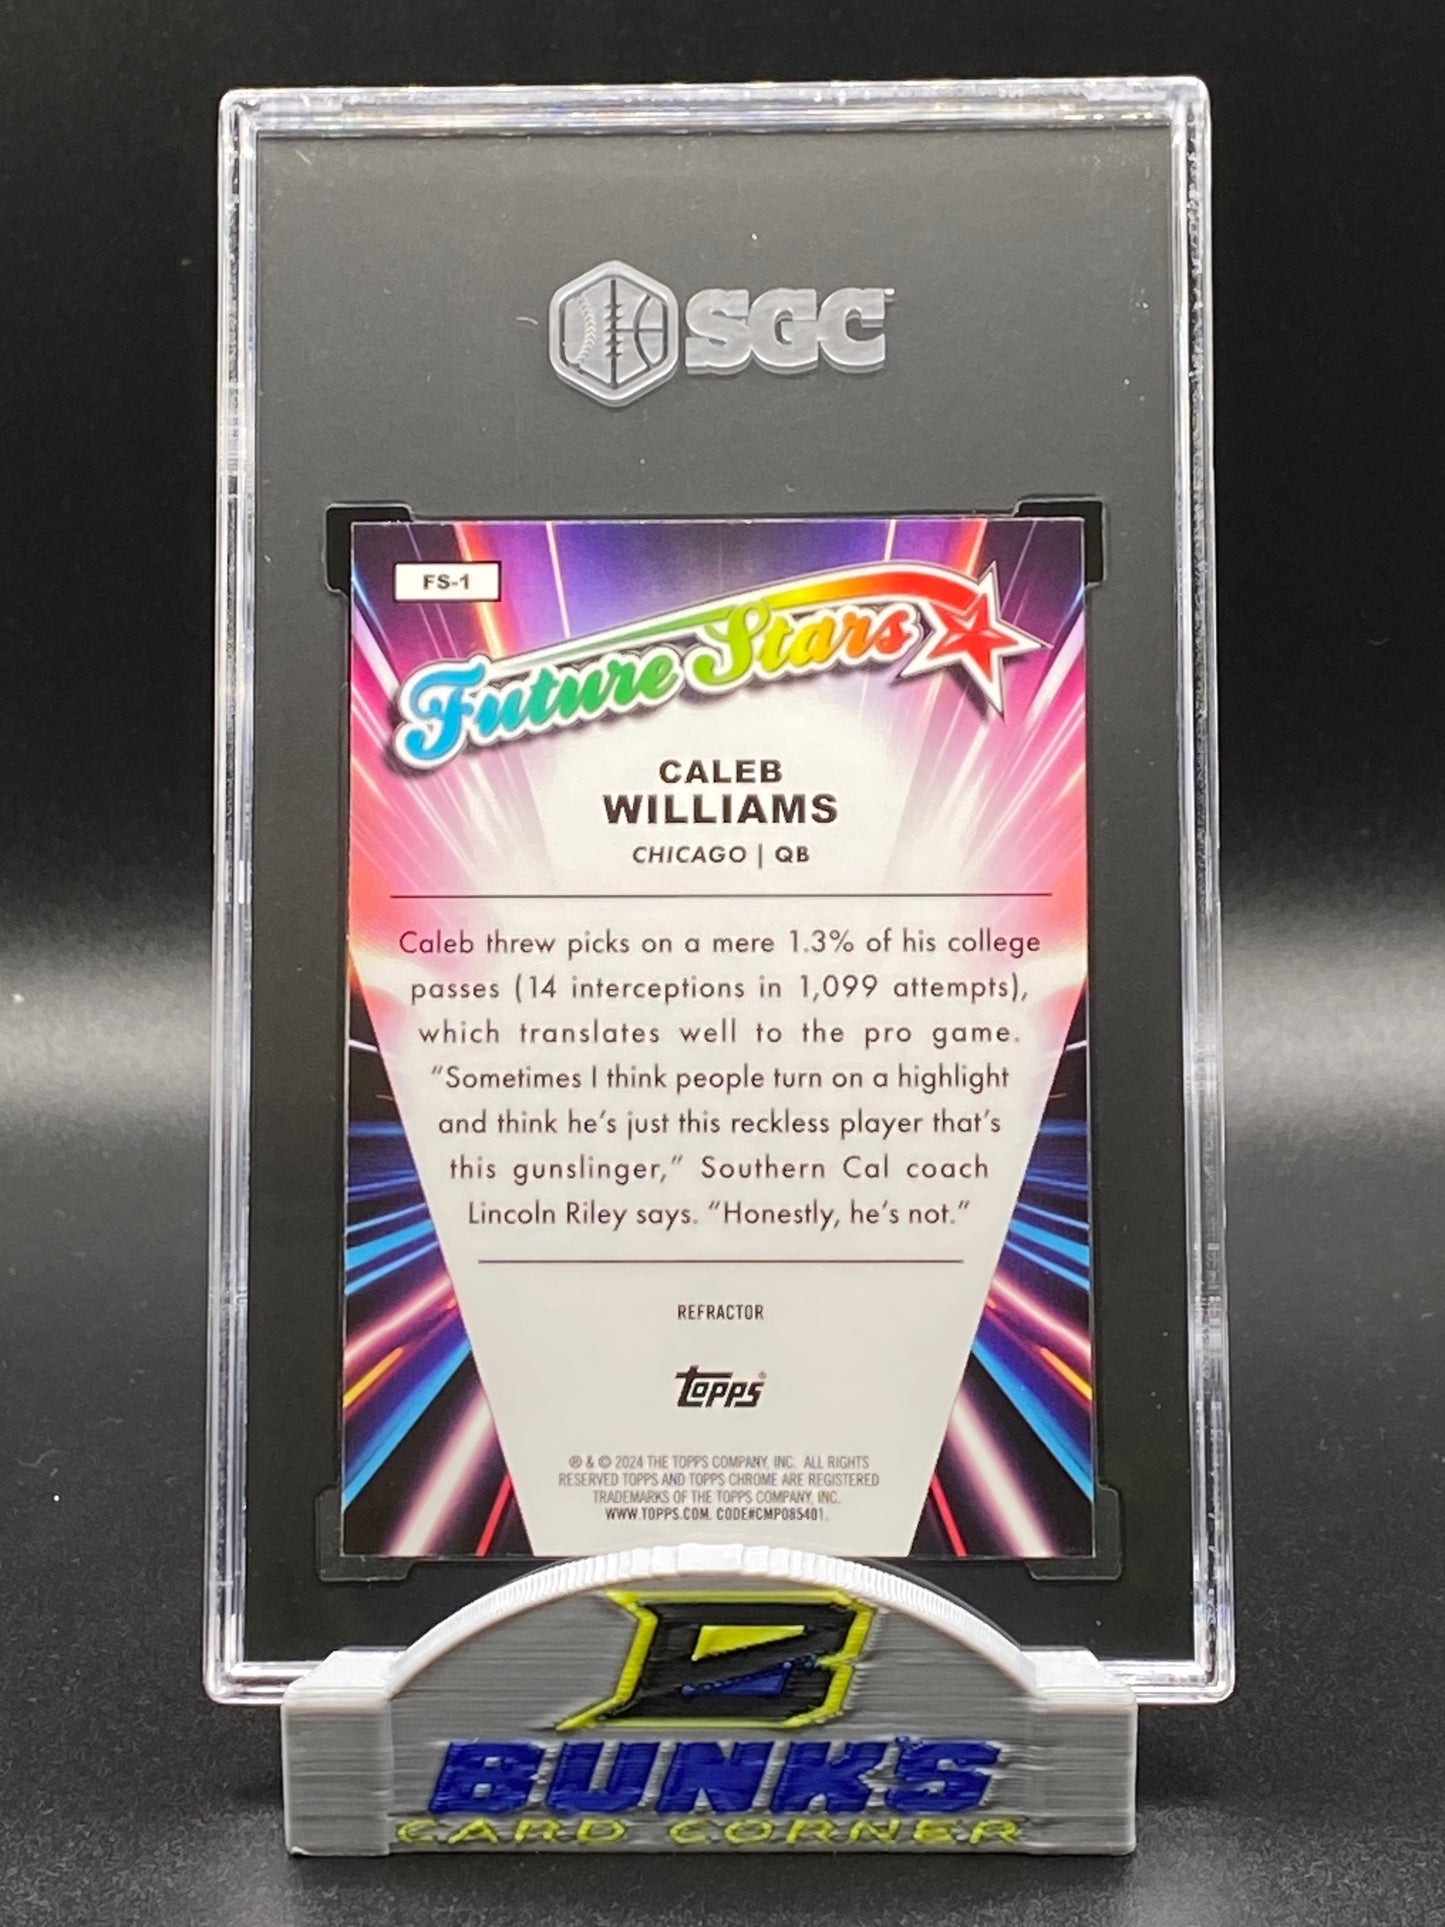 SGC
FS-1
Future Stars
CALEB
WILLIAMS
CHICAGO | QB
Caleb threw picks on a mere 1.3% of his college
passes (14 interceptions in 1,099 attempts),
which translates well to the pro game.
“Sometimes I think people turn on a highlight
and think he’s just this reckless player that’s
this gunslinger,” Southern Cal coach
Lincoln Riley says. “Honestly, he’s not.”
REFRACTOR
Topps®
® & © 2024 THE TOPPS COMPANY, INC. ALL RIGHTS
RESERVED TOPPS AND TOPPS CHROME ARE REGISTERED
TRADEMARKS OF THE TOPPS COMPANY, INC.
WWW.TOPPS.COM. CODE#CMP085401.
B
BUNK'S
CARD CORNER